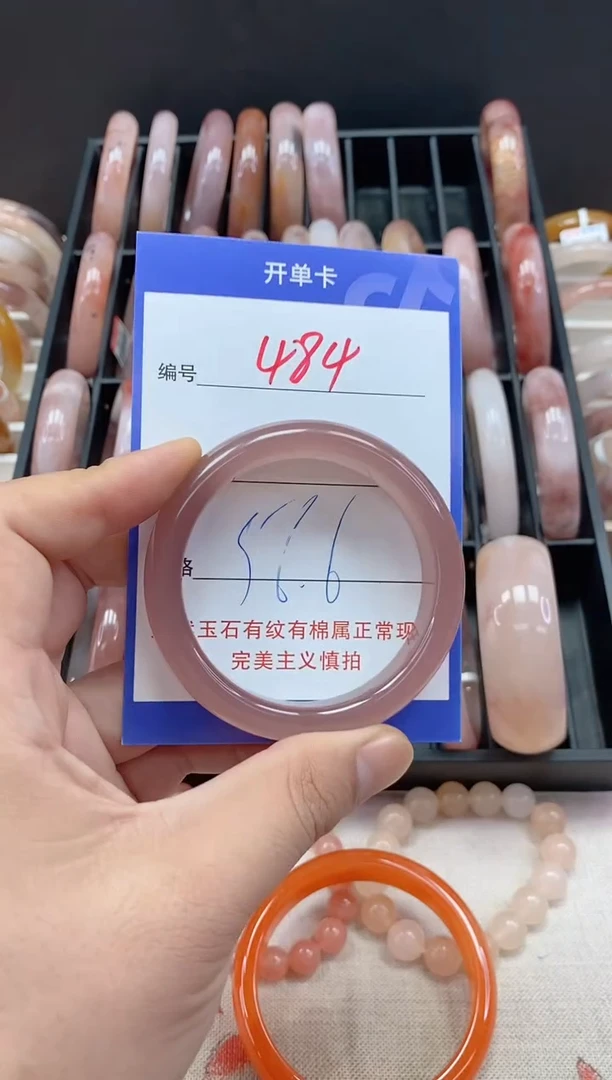 开单卡
编号 484
格 56.6
玉石有纹有棉属正常现
完美主义慎拍